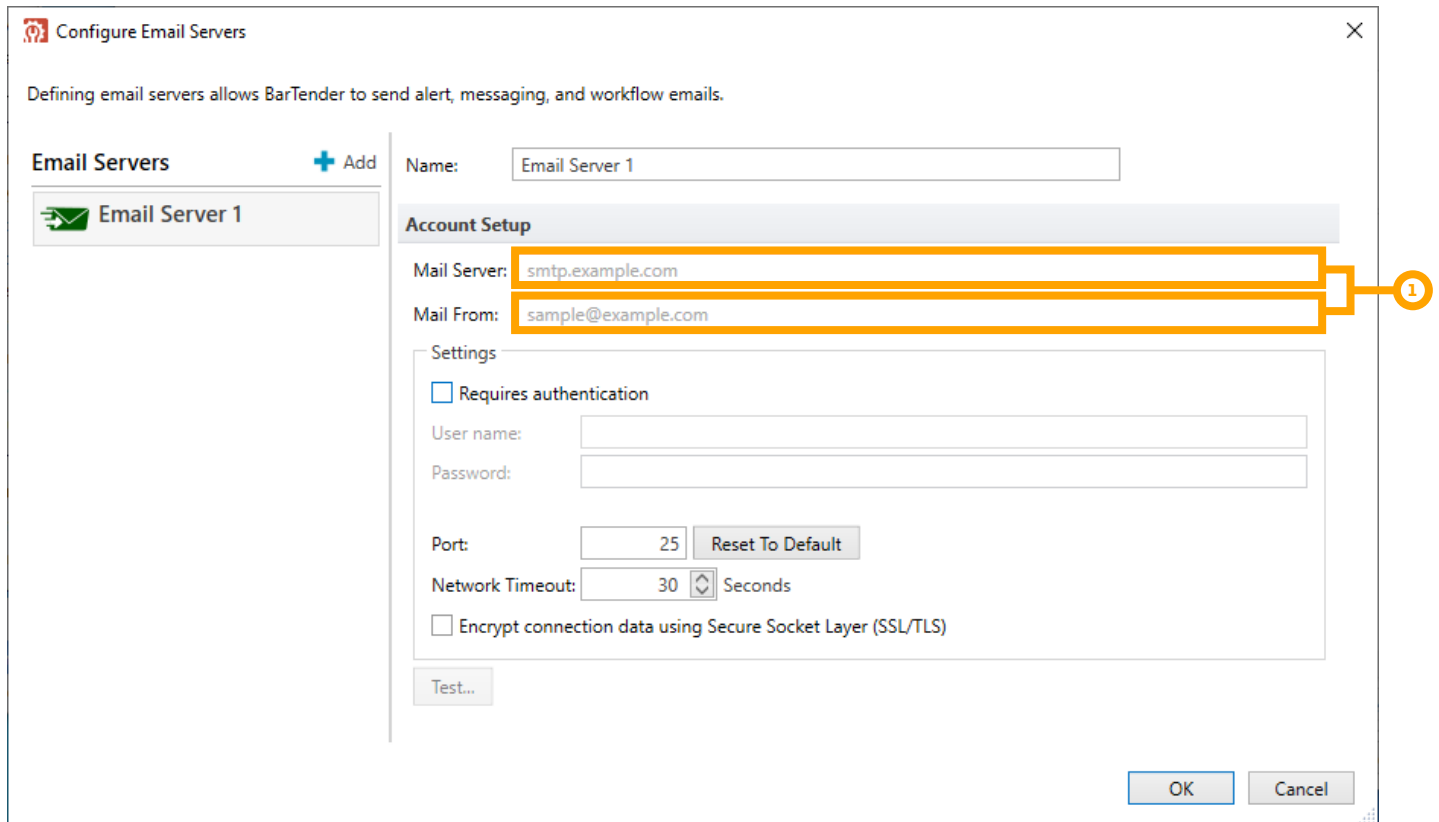 Configure Email Servers
Defining email servers allows BarTender to send alert, messaging, and workflow emails.
Email Servers
Add
Email Server 1
Name: Email Server 1
Account Setup
Mail Server: smtp.example.com
Mail From: sample@example.com
1
Settings
Requires authentication
User name:
Password:
Port: 25 Reset To Default
Network Timeout: 30 Seconds
Encrypt connection data using Secure Socket Layer (SSL/TLS)
Test...
OK Cancel